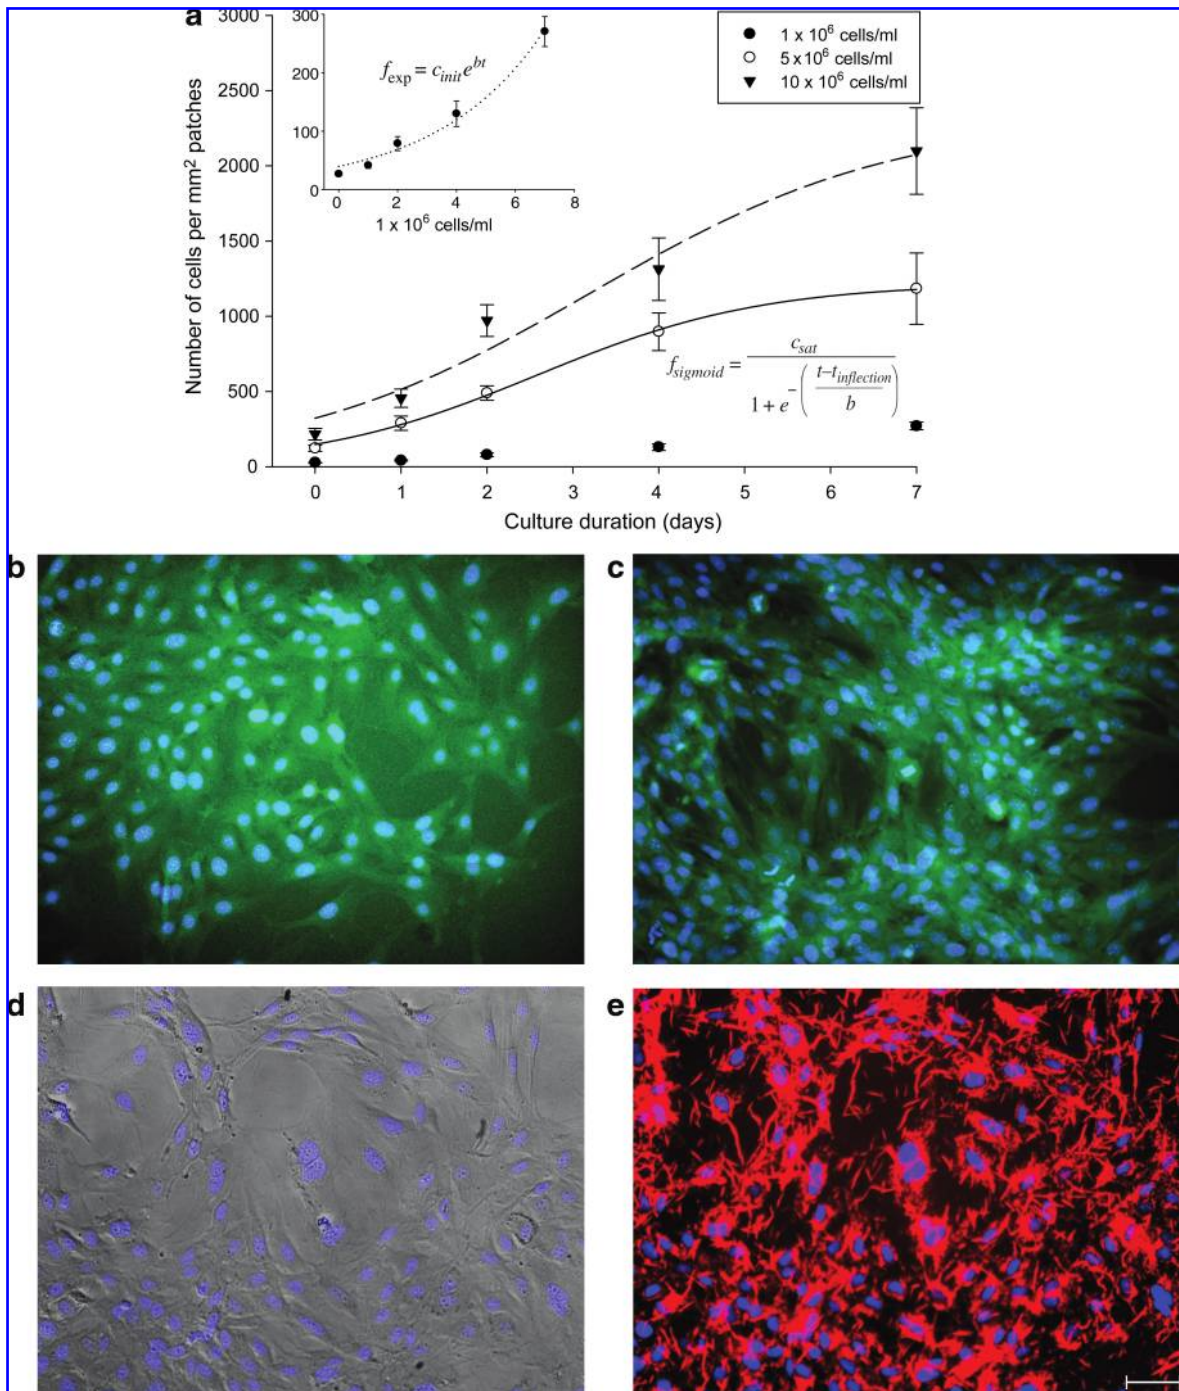 a
3000
2500
2000
1500
1000
500
0
Number of cells per mm² patches
300
200
100
0
f_exp = c_init e^bt
0 2 4 6 8
1 x 10⁶ cells/ml
1 x 10⁶ cells/ml
5 x 10⁶ cells/ml
10 x 10⁶ cells/ml
f_sigmoid = c_sat / 1 + e^-( t–t_inflection / b )
0 1 2 3 4 5 6 7
Culture duration (days)
b
c
d
e